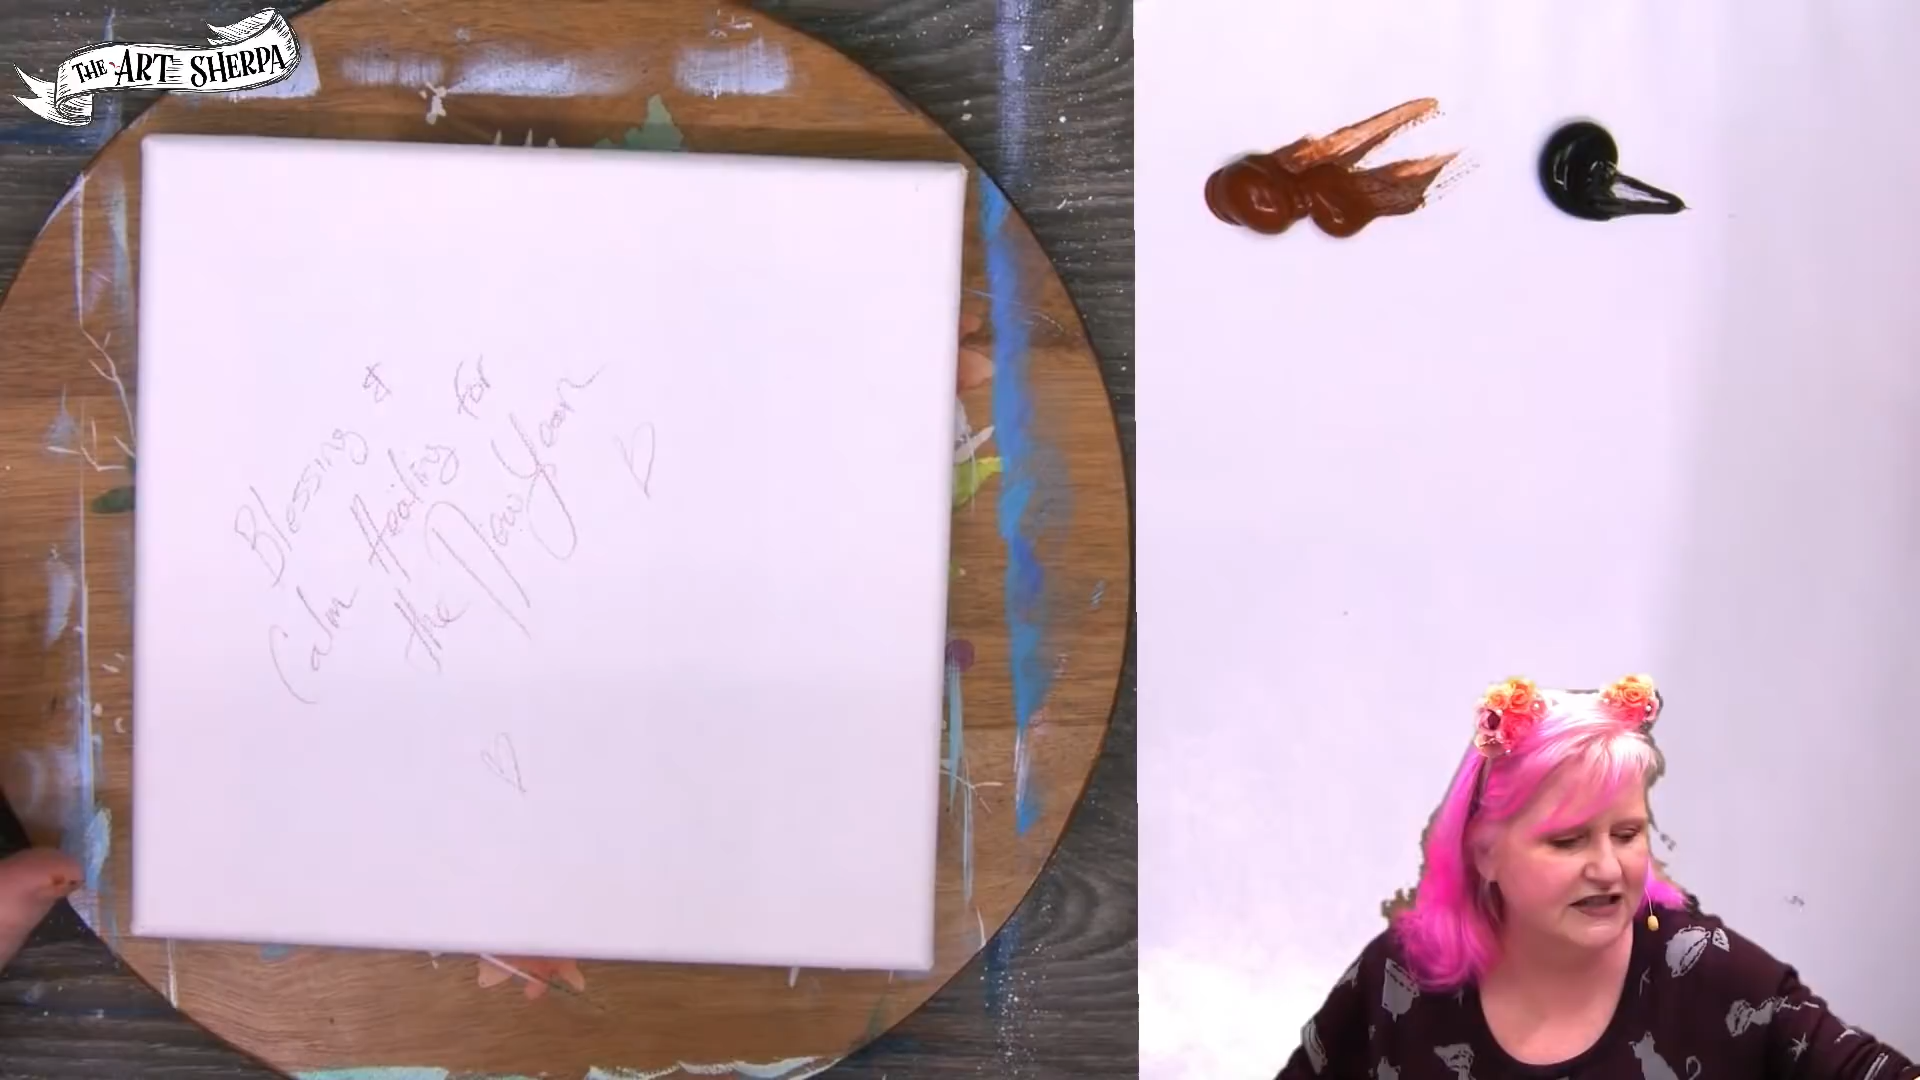 THE ART SHERPA
Blessing &
Calm Healing for
the New Year